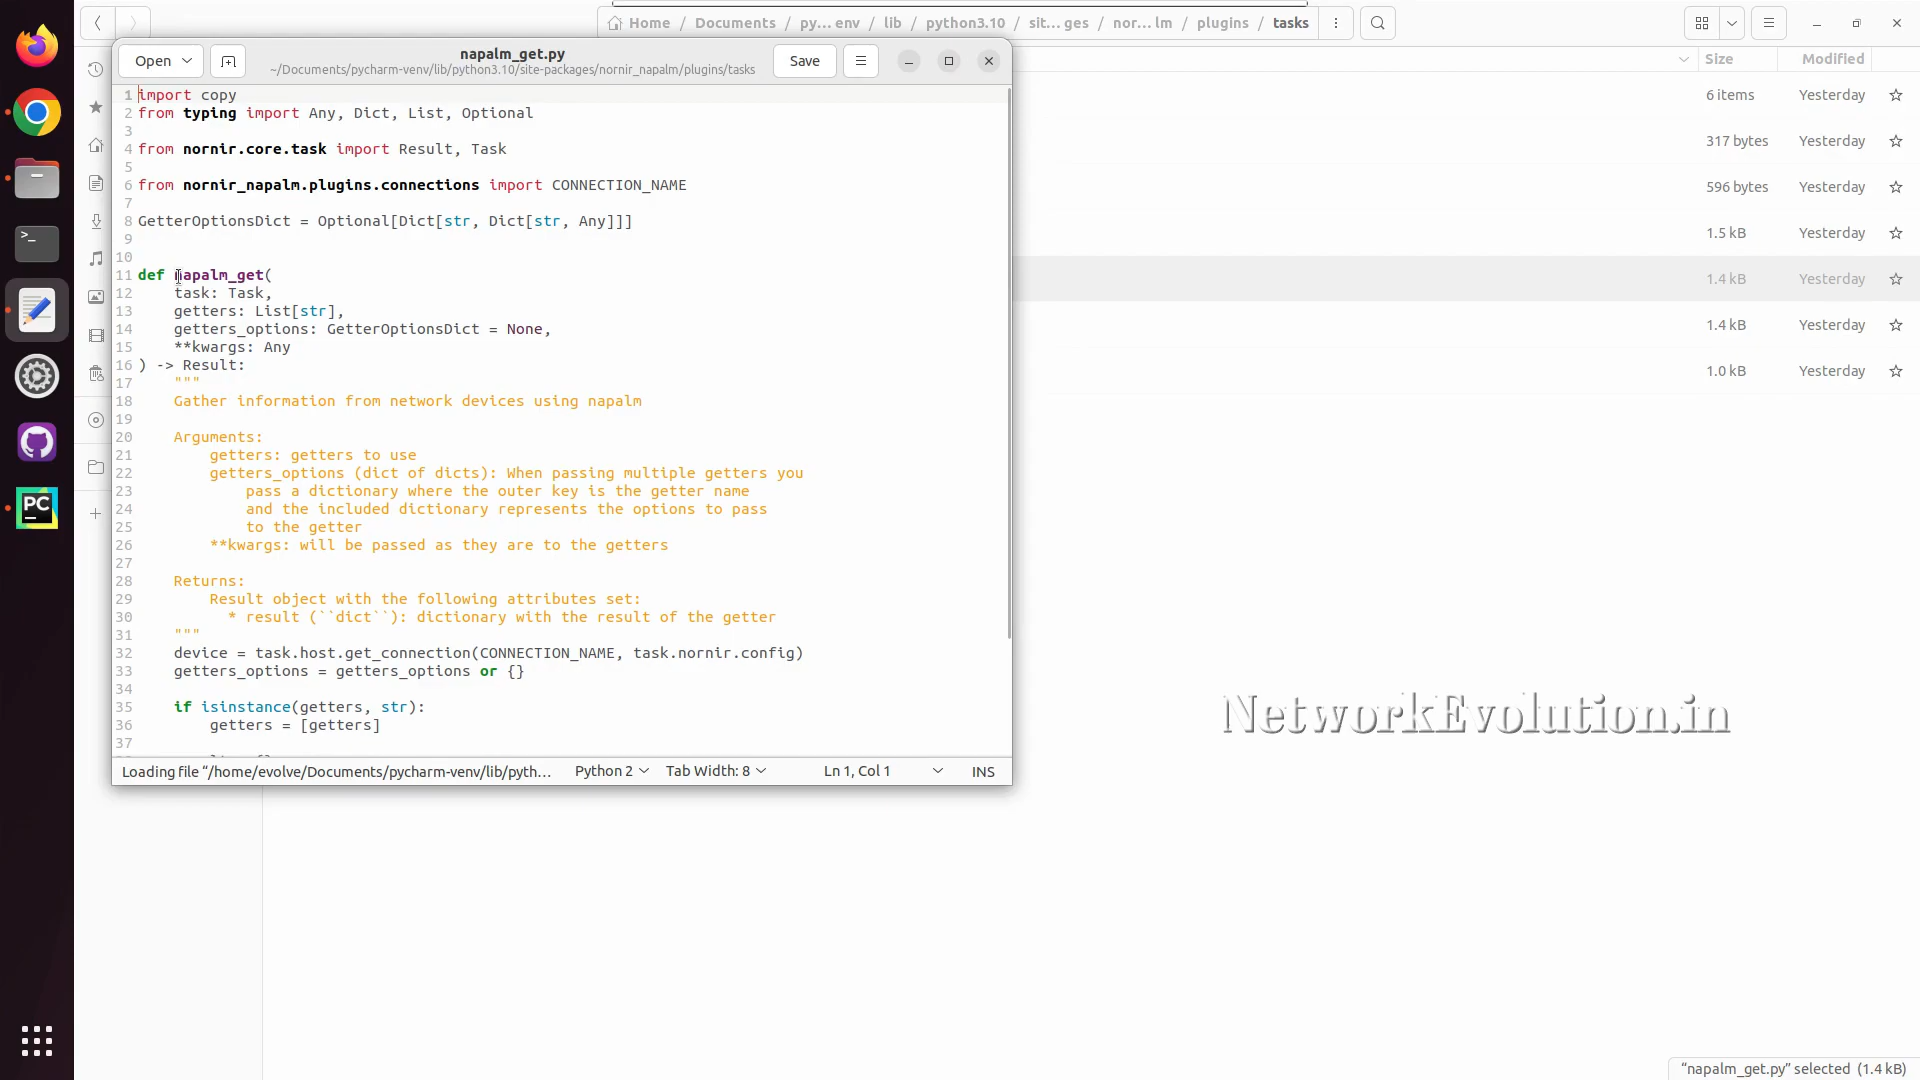 Home / Documents / py... env / lib / python3.10 / sit... ges / nor... lm / plugins / tasks
Open
napalm_get.py
~/Documents/pycharm-venv/lib/python3.10/site-packages/nornir_napalm/plugins/tasks
Save
Size
Modified
6 items Yesterday
317 bytes Yesterday
596 bytes Yesterday
1.5 kB Yesterday
1.4 kB Yesterday
1.4 kB Yesterday
1.0 kB Yesterday
1 import copy
2 from typing import Any, Dict, List, Optional
3
4 from nornir.core.task import Result, Task
5
6 from nornir_napalm.plugins.connections import CONNECTION_NAME
7
8 GetterOptionsDict = Optional[Dict[str, Dict[str, Any]]]
9
10
11 def napalm_get(
12     task: Task,
13     getters: List[str],
14     getters_options: GetterOptionsDict = None,
15     **kwargs: Any
16 ) -> Result:
17     """
18     Gather information from network devices using napalm
19
20     Arguments:
21         getters: getters to use
22         getters_options (dict of dicts): When passing multiple getters you
23             pass a dictionary where the outer key is the getter name
24             and the included dictionary represents the options to pass
25             to the getter
26         **kwargs: will be passed as they are to the getters
27
28     Returns:
29         Result object with the following attributes set:
30           * result (``dict``): dictionary with the result of the getter
31     """
32     device = task.host.get_connection(CONNECTION_NAME, task.nornir.config)
33     getters_options = getters_options or {}
34
35     if isinstance(getters, str):
36         getters = [getters]
37
Loading file “/home/evolve/Documents/pycharm-venv/lib/pyth... Python 2 Tab Width: 8 Ln 1, Col 1 INS
NetworkEvolution.in
PC
“napalm_get.py” selected (1.4 kB)